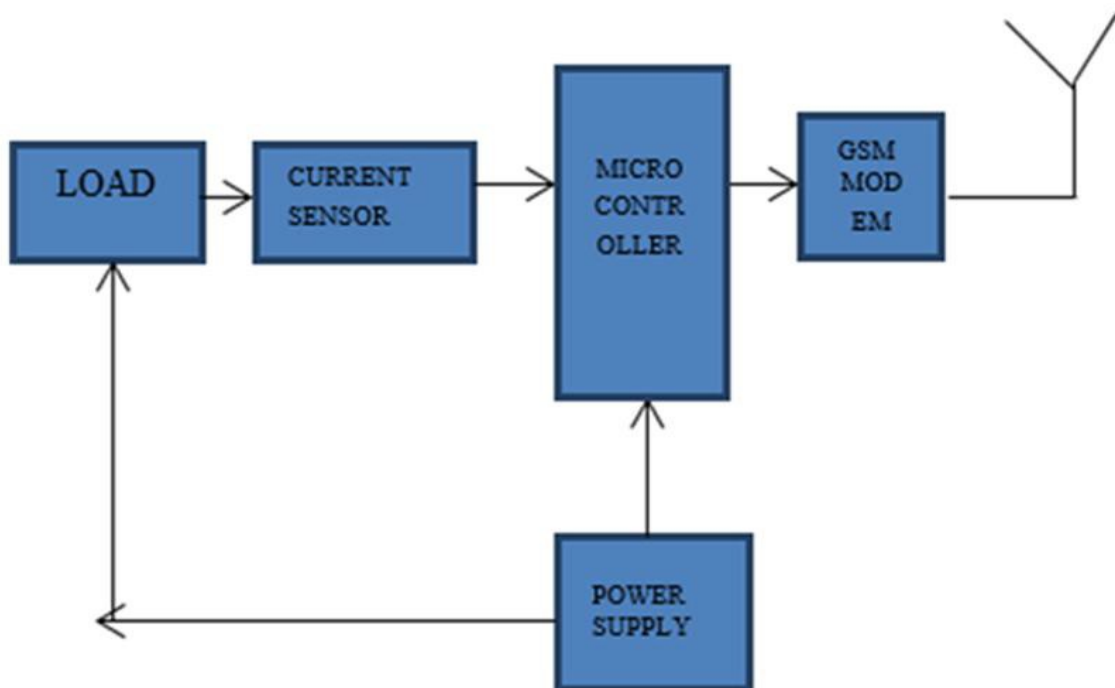 LOAD
CURRENT
SENSOR
MICRO
CONTR
OLLER
GSM
MOD
EM
POWER
SUPPLY